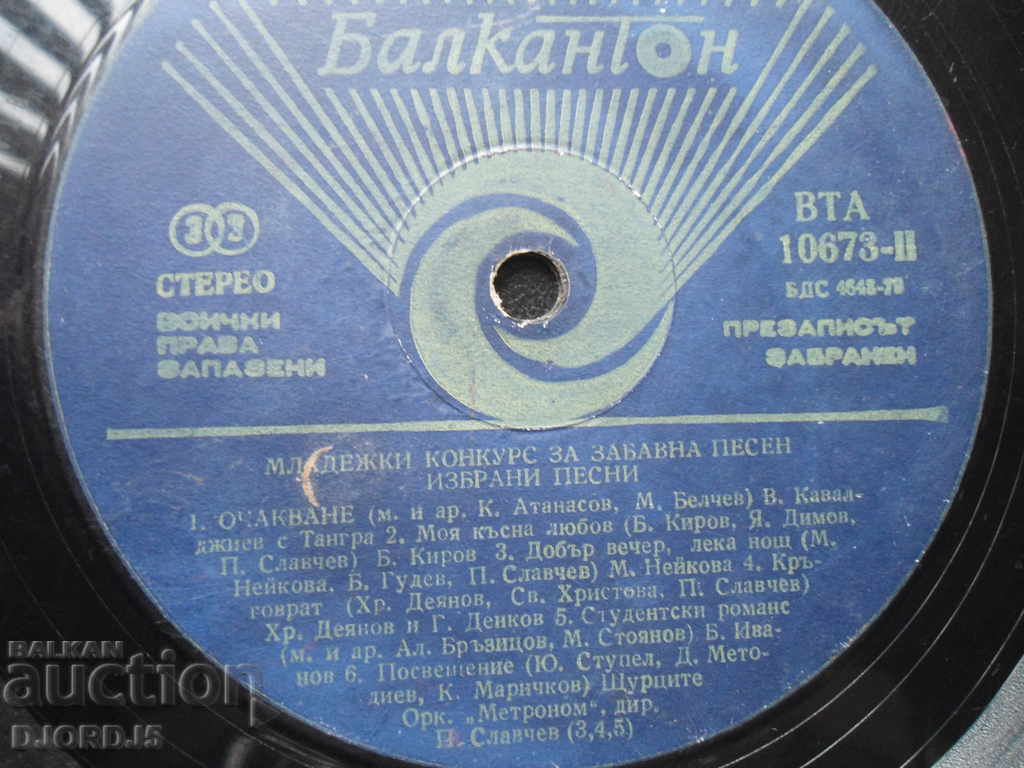 БалканТон
33
СТЕРЕО
ВСИЧКИ
ПРАВА
ЗАПАЗЕНИ
ВТА
10673-II
БДС 4643-79
ПРЕЗАПИСЪТ
ЗАБРАНЕН
МЛАДЕЖКИ КОНКУРС ЗА ЗАБАВНА ПЕСЕН
ИЗБРАНИ ПЕСНИ
1. ОЧАКВАНЕ (м. и ар. К. Атанасов, М. Белчев) В. Кавал-
джиев с Тангра 2. Моя късна любов (Б. Киров, Я. Димов,
П. Славчев) Б. Киров 3. Добър вечер, лека нощ (М.
Нейкова. Б. Гудев, П. Славчев) М. Нейкова 4. Кръ-
говрат (Хр. Деянов, Св. Христова, П. Славчев)
Хр. Деянов и Г. Денков 5. Студентски романс
(м. и ар. Ал. Бръзицов, М. Стоянов) Б. Ива-
нов 6. Посвещение (Ю. Ступел, Д. Мето-
диев, К. Маричков) Щурците
Орк. „Метроном", дир.
П. Славчев (3,4,5)
BALKAN
auction
DJORDJ5